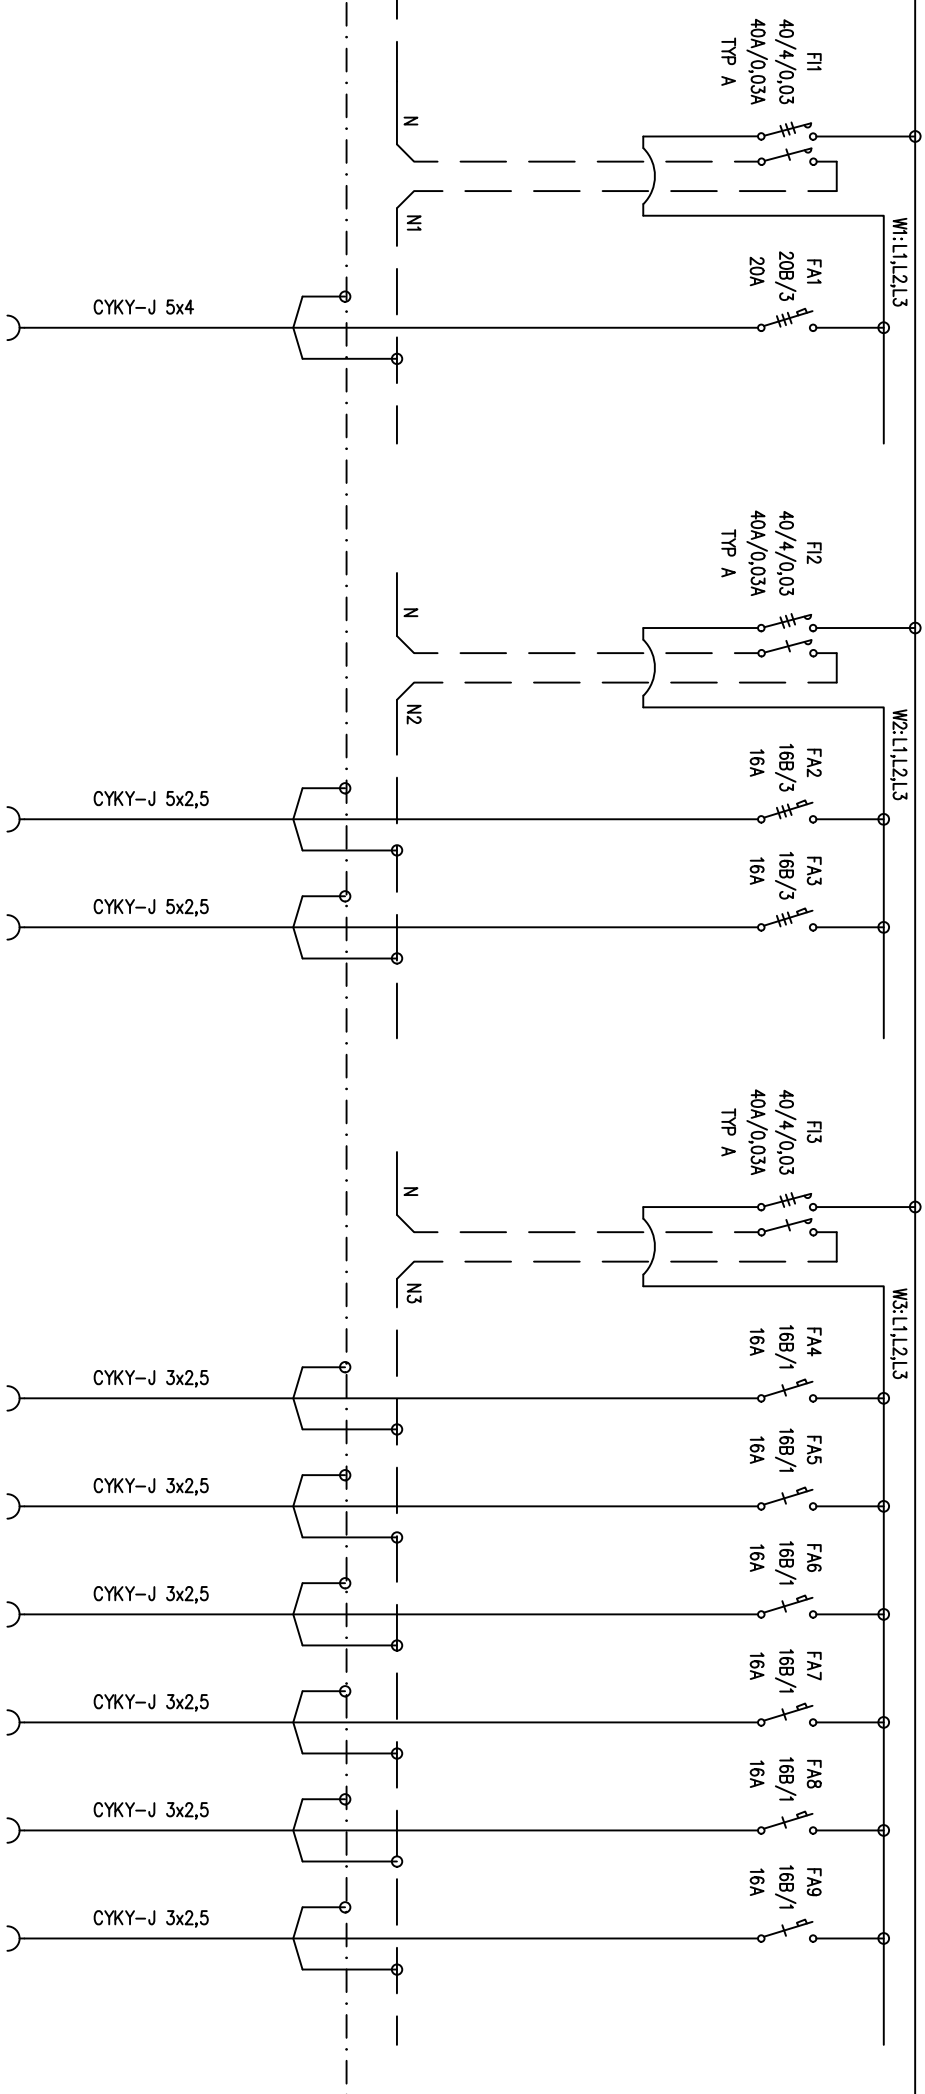 FI1
40/4/0,03
40A/0,03A
TYP A
N
N1
W1:L1,L2,L3
FA1
20B/3
20A
CYKY-J 5x4
FI2
40/4/0,03
40A/0,03A
TYP A
N
N2
W2:L1,L2,L3
FA2
16B/3
16A
CYKY-J 5x2,5
FA3
16B/3
16A
CYKY-J 5x2,5
FI3
40/4/0,03
40A/0,03A
TYP A
N
N3
W3:L1,L2,L3
FA4
16B/1
16A
CYKY-J 3x2,5
FA5
16B/1
16A
CYKY-J 3x2,5
FA6
16B/1
16A
CYKY-J 3x2,5
FA7
16B/1
16A
CYKY-J 3x2,5
FA8
16B/1
16A
CYKY-J 3x2,5
FA9
16B/1
16A
CYKY-J 3x2,5